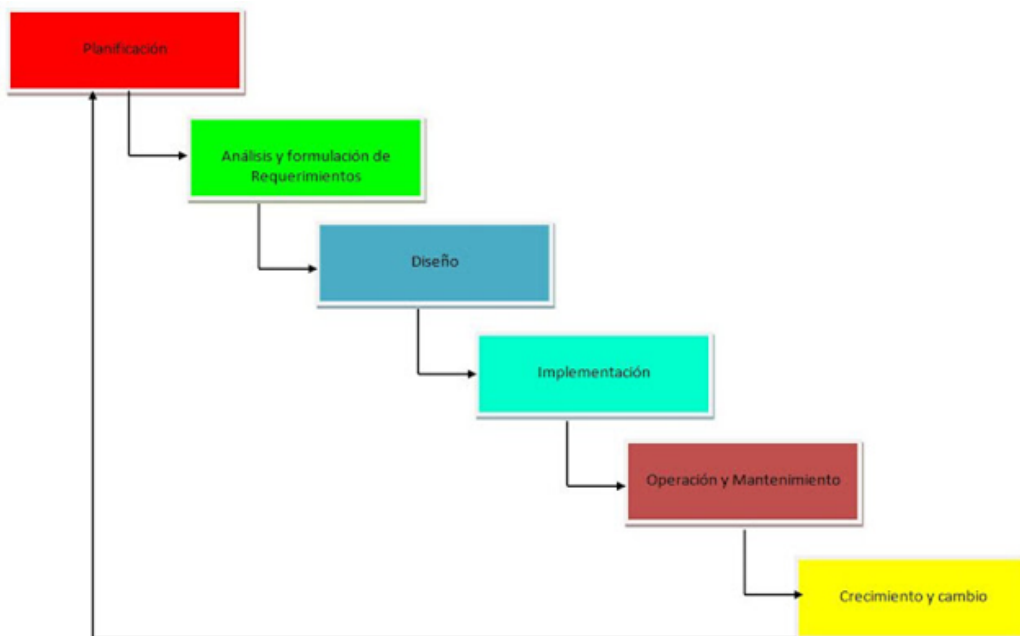 Planificación
Análisis y formulación de
Requerimientos
Diseño
Implementación
Operación y Mantenimiento
Crecimiento y cambio